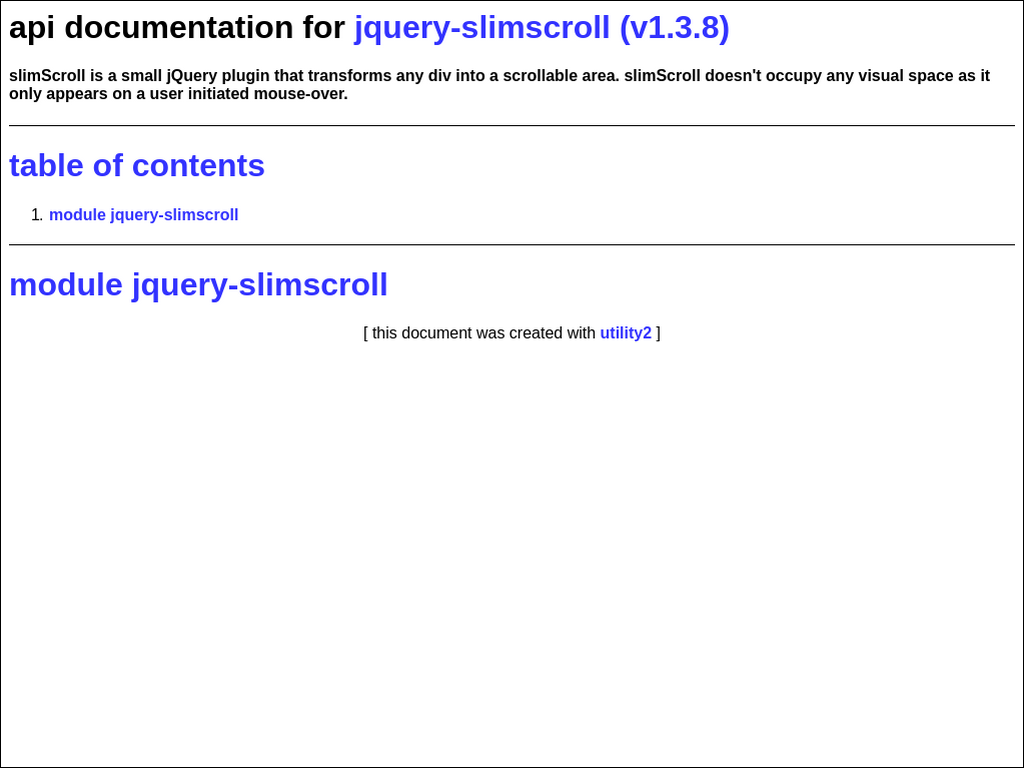 api documentation for jquery-slimscroll (v1.3.8)
slimScroll is a small jQuery plugin that transforms any div into a scrollable area. slimScroll doesn't occupy any visual space as it
only appears on a user initiated mouse-over.
table of contents
1. module jquery-slimscroll
module jquery-slimscroll
[ this document was created with utility2 ]